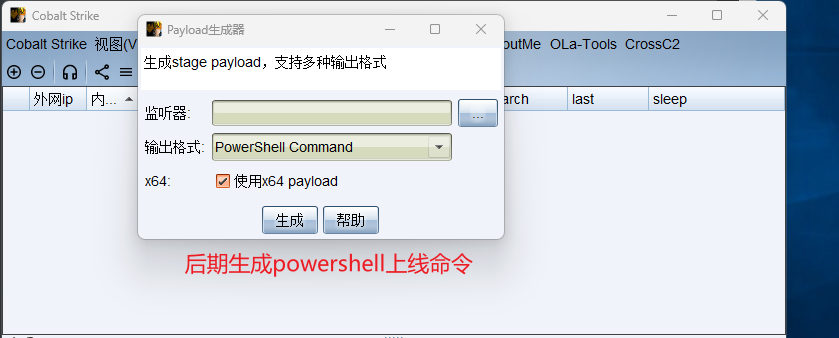 Cobalt Strike
Payload生成器
Cobalt Strike 视图(V
outMe OLa-Tools CrossC2
生成stage payload，支持多种输出格式
外网ip 内... arch last sleep
监听器: ...
输出格式: PowerShell Command
x64: 使用x64 payload
生成 帮助
后期生成powershell上线命令